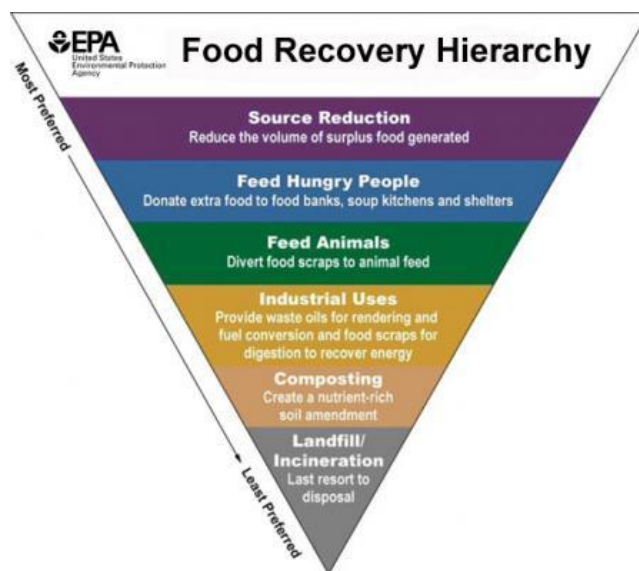 EPA
United States
Environmental Protection
Agency
Food Recovery Hierarchy
Most Preferred
Source Reduction
Reduce the volume of surplus food generated
Feed Hungry People
Donate extra food to food banks, soup kitchens and shelters
Feed Animals
Divert food scraps to animal feed
Industrial Uses
Provide waste oils for rendering and
fuel conversion and food scraps for
digestion to recover energy
Composting
Create a nutrient-rich
soil amendment
Landfill/
Incineration
Last resort to
disposal
Least Preferred